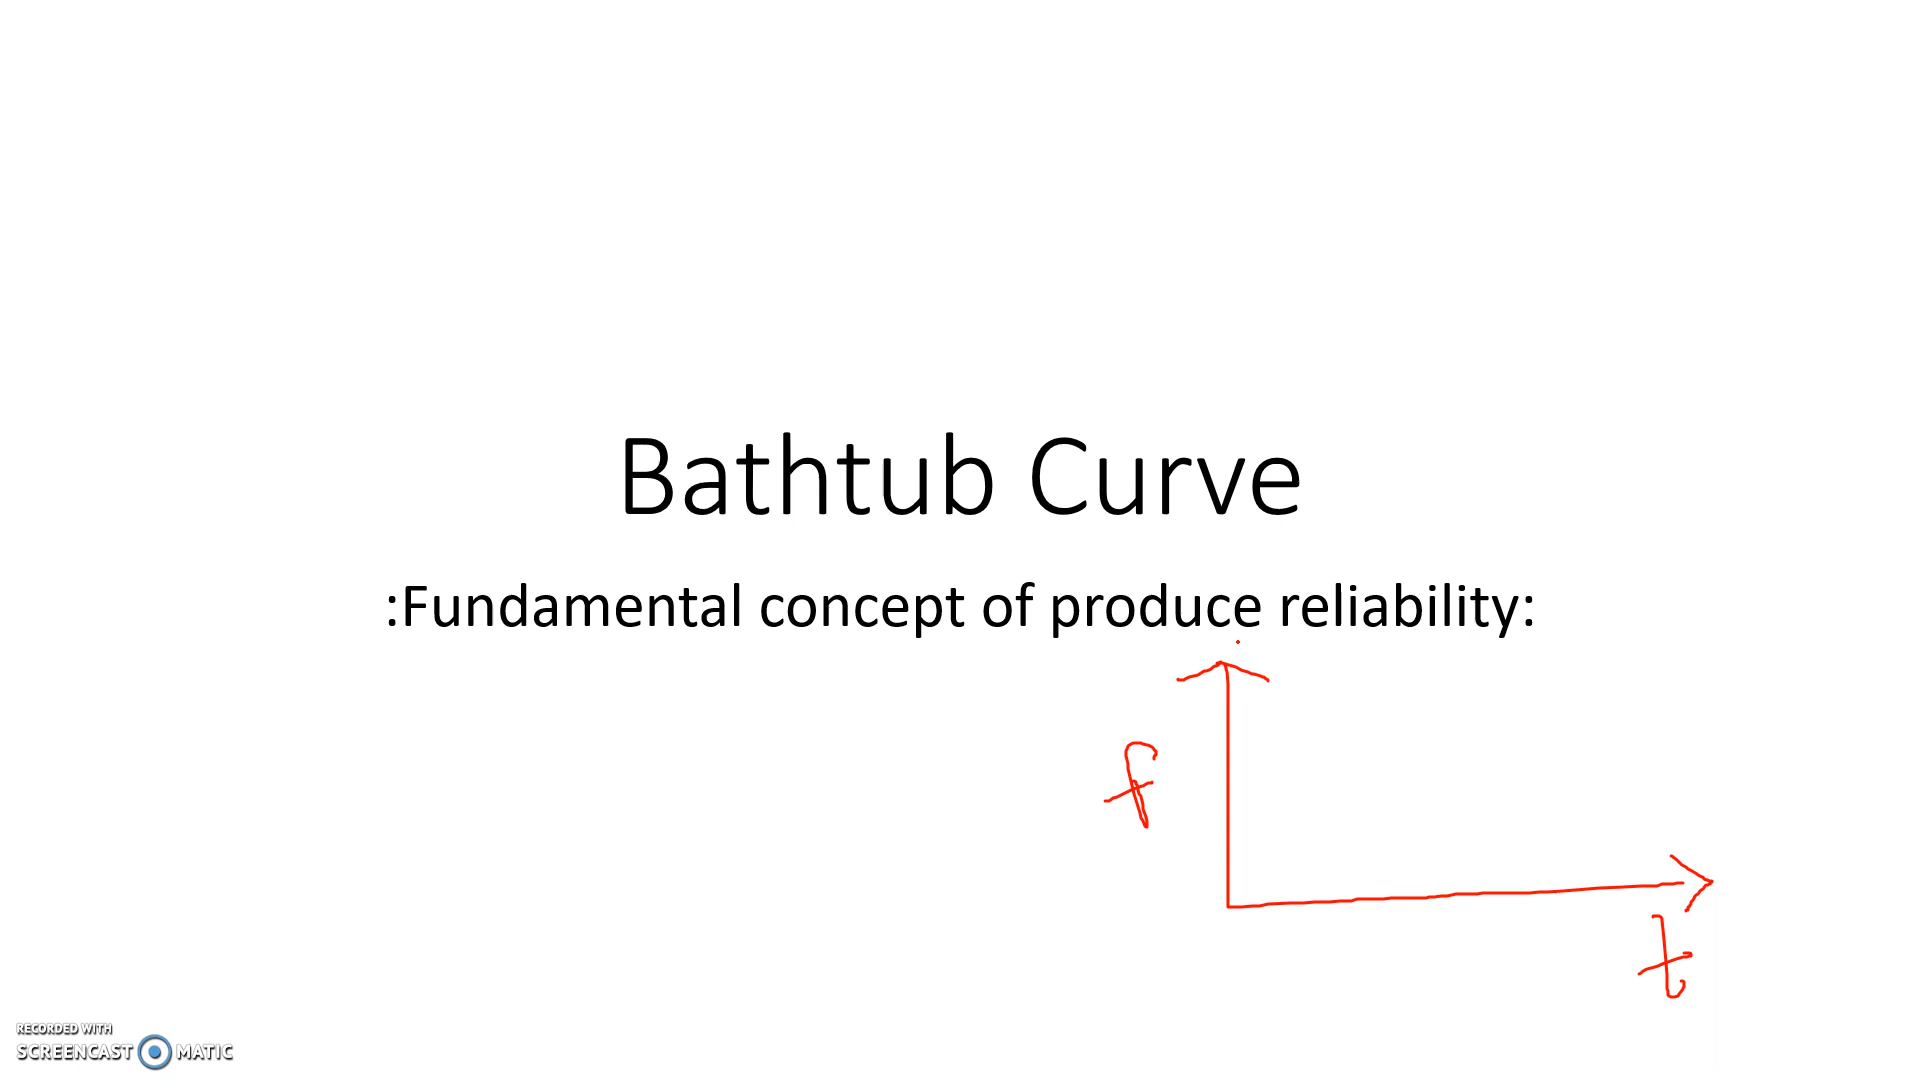 Bathtub Curve
:Fundamental concept of produce reliability:
f
t
RECORDED WITH
SCREENCAST MATIC